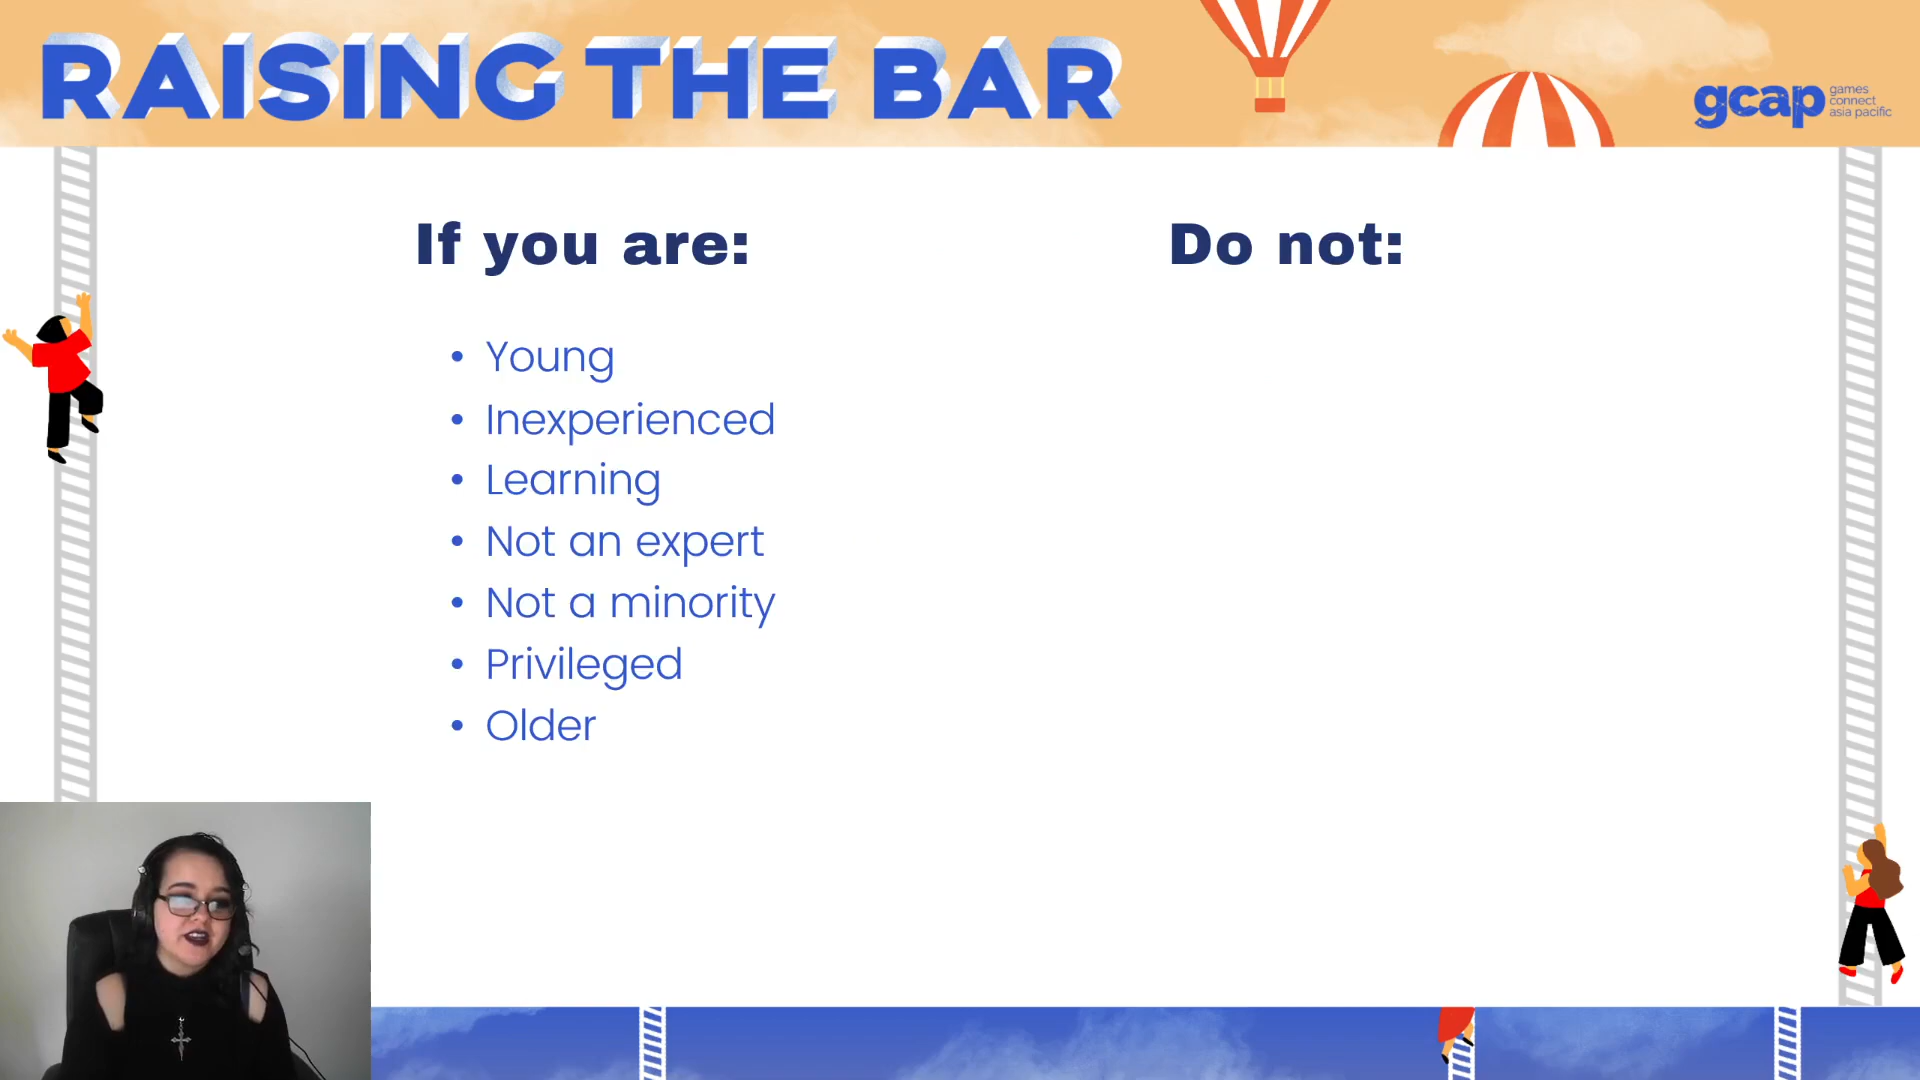 RAISING THE BAR
gcap games
connect
asia pacific
If you are:
Do not:
• Young
• Inexperienced
• Learning
• Not an expert
• Not a minority
• Privileged
• Older